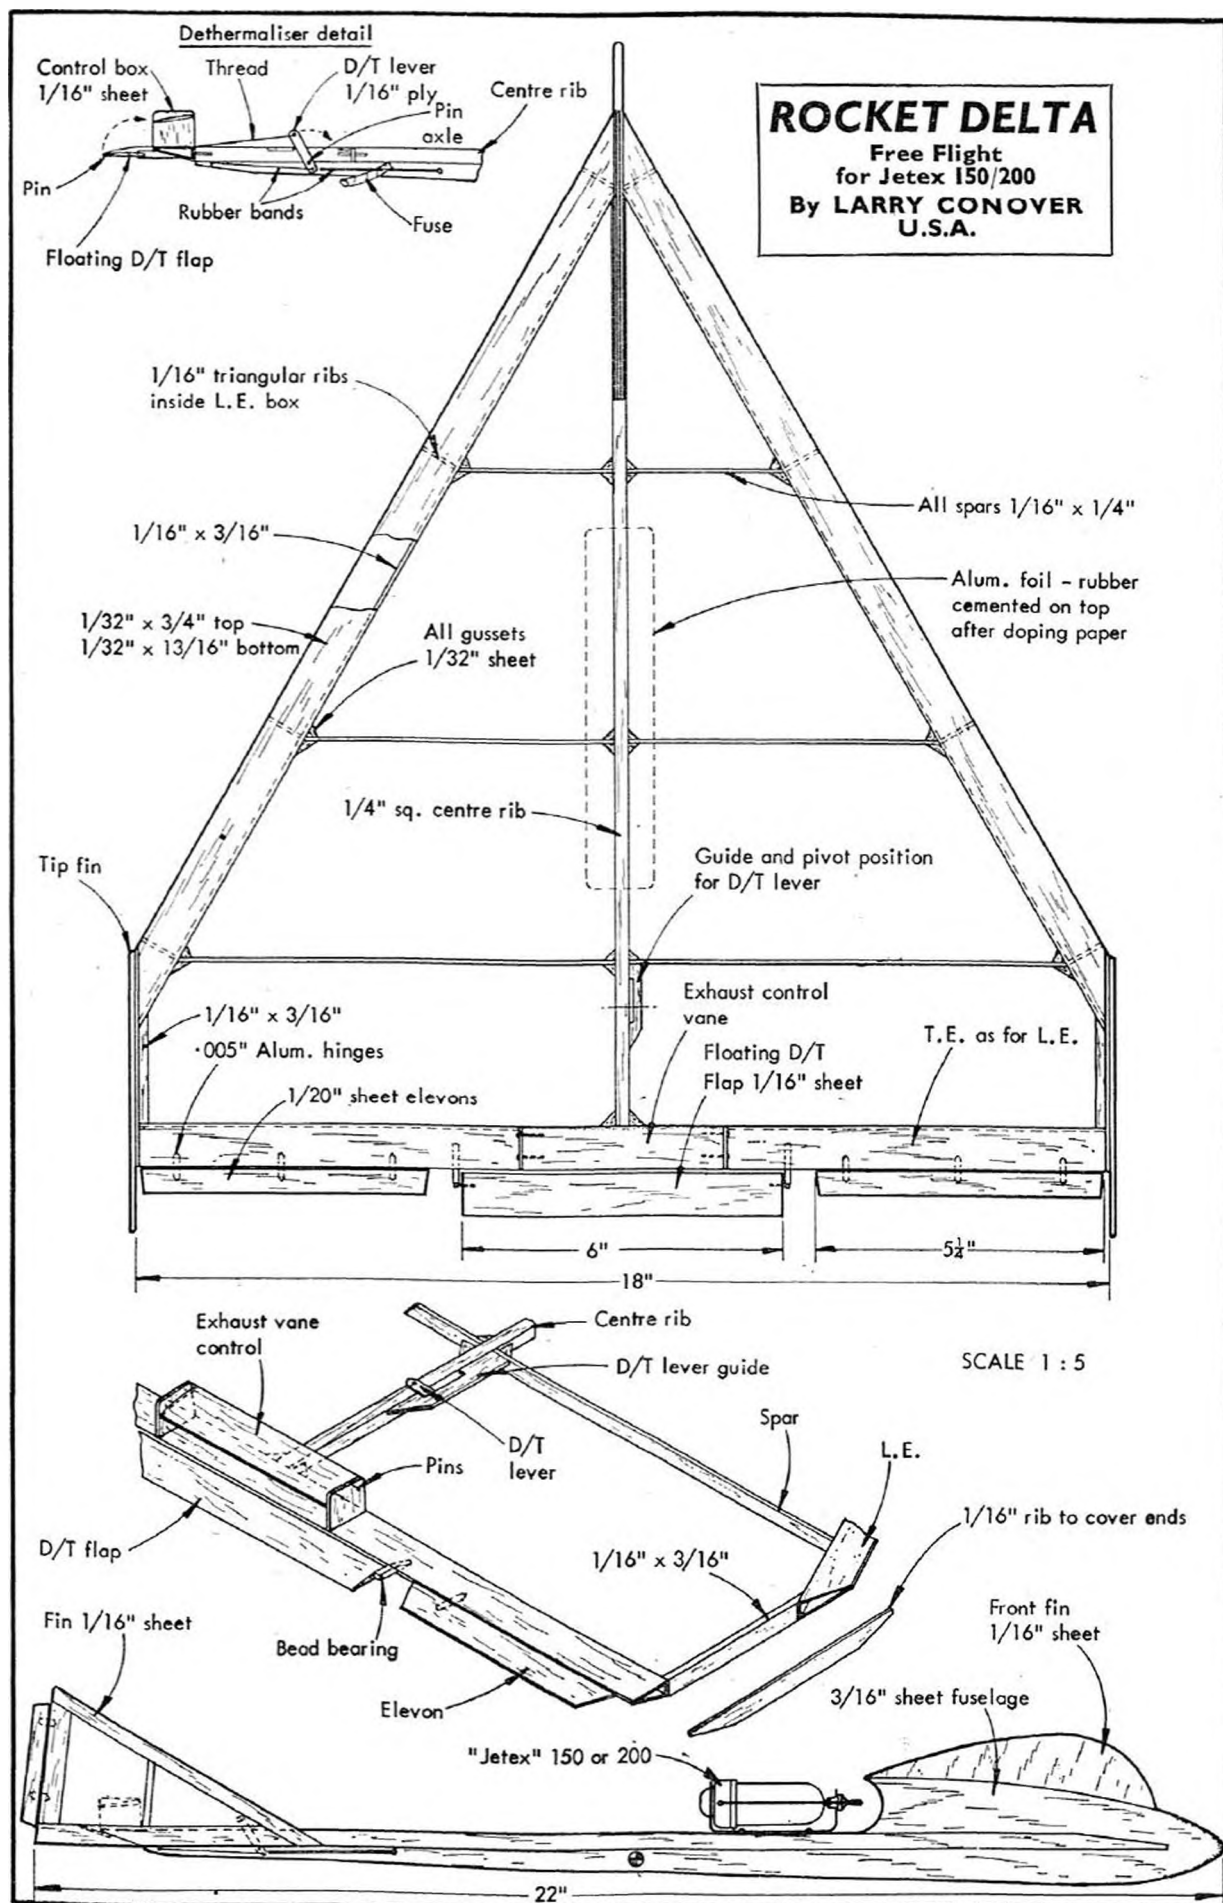 Dethermaliser detail
Control box
1/16" sheet
Thread
D/T lever
1/16" ply
Pin
axle
Centre rib
Pin
Rubber bands
Fuse
Floating D/T flap
ROCKET DELTA
Free Flight
for Jetex 150/200
By LARRY CONOVER
U.S.A.
1/16" triangular ribs
inside L.E. box
All spars 1/16" x 1/4"
1/16" x 3/16"
Alum. foil - rubber
cemented on top
after doping paper
1/32" x 3/4" top
1/32" x 13/16" bottom
All gussets
1/32" sheet
1/4" sq. centre rib
Guide and pivot position
for D/T lever
Tip fin
Exhaust control
vane
1/16" x 3/16"
·005" Alum. hinges
1/20" sheet elevons
Floating D/T
Flap 1/16" sheet
T.E. as for L.E.
6"
5¼"
18"
Exhaust vane
control
Centre rib
D/T lever guide
SCALE 1 : 5
Spar
L.E.
D/T
lever
Pins
1/16" rib to cover ends
D/T flap
1/16" x 3/16"
Fin 1/16" sheet
Bead bearing
Elevon
Front fin
1/16" sheet
3/16" sheet fuselage
"Jetex" 150 or 200
22"